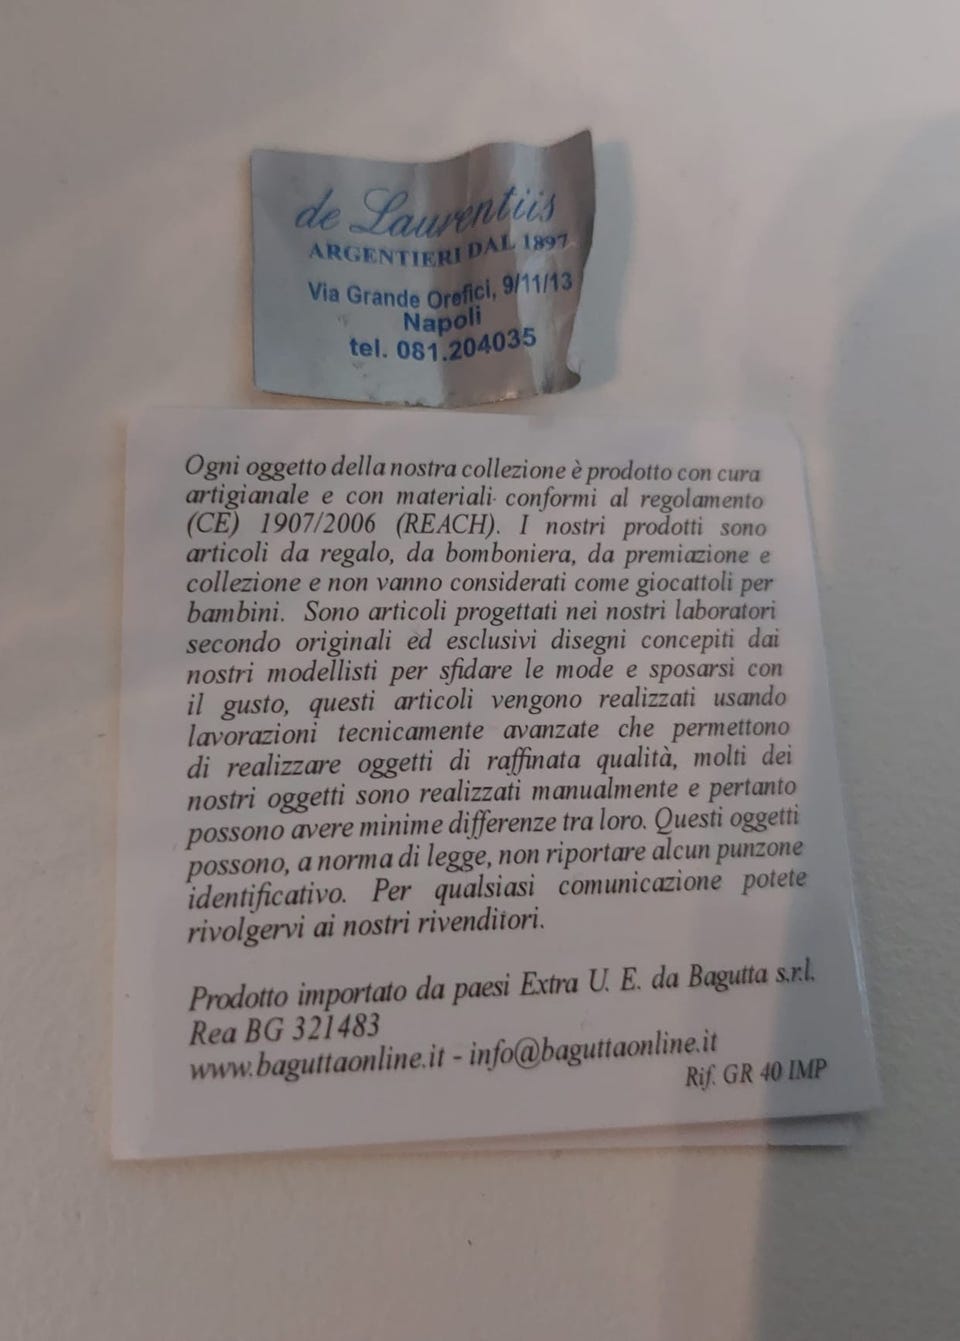 de Laurentiis
ARGENTIERI DAL 1897
Via Grande Orefici, 9/11/13
Napoli
tel. 081.204035
Ogni oggetto della nostra collezione è prodotto con cura
artigianale e con materiali conformi al regolamento
(CE) 1907/2006 (REACH). I nostri prodotti sono
articoli da regalo, da bomboniera, da premiazione e
collezione e non vanno considerati come giocattoli per
bambini. Sono articoli progettati nei nostri laboratori
secondo originali ed esclusivi disegni concepiti dai
nostri modellisti per sfidare le mode e sposarsi con
il gusto, questi articoli vengono realizzati usando
lavorazioni tecnicamente avanzate che permettono
di realizzare oggetti di raffinata qualità, molti dei
nostri oggetti sono realizzati manualmente e pertanto
possono avere minime differenze tra loro. Questi oggetti
possono, a norma di legge, non riportare alcun punzone
identificativo. Per qualsiasi comunicazione potete
rivolgervi ai nostri rivenditori.
Prodotto importato da paesi Extra U. E. da Bagutta s.r.l.
Rea BG 321483
www.baguttaonline.it - info@baguttaonline.it
Rif. GR 40 IMP